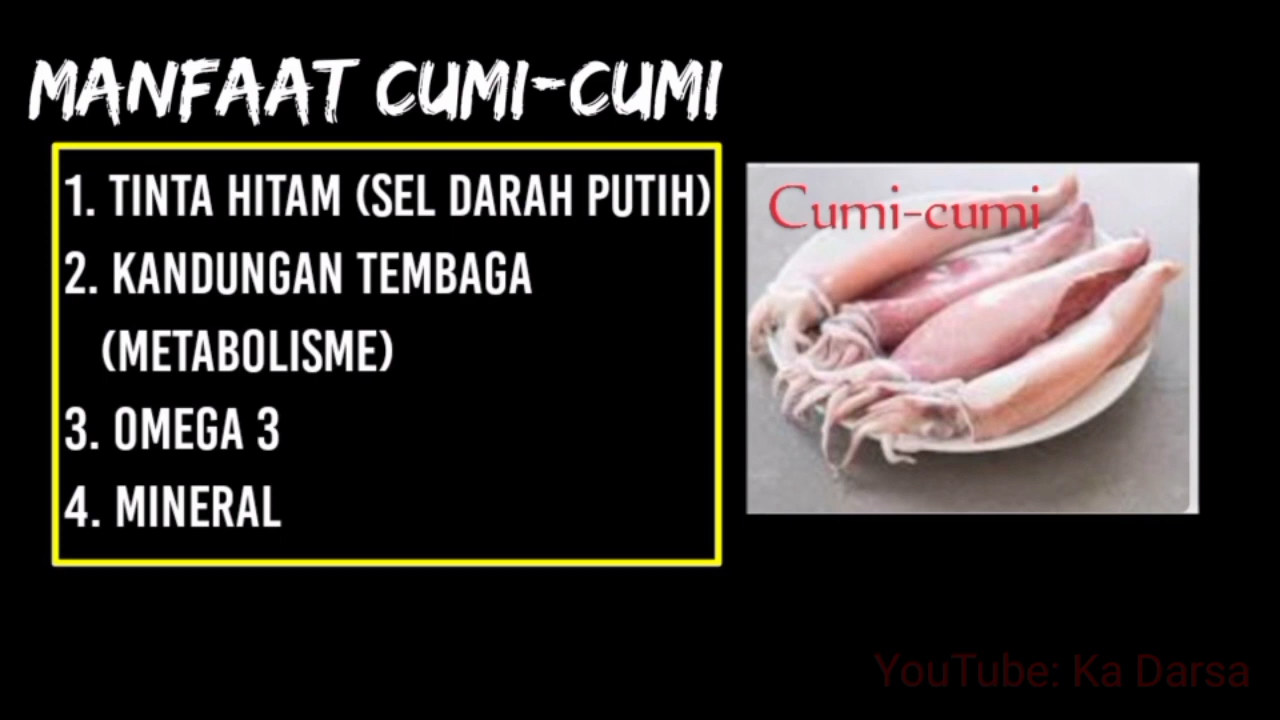 MANFAAT CUMI-CUMI
1. TINTA HITAM (SEL DARAH PUTIH)
2. KANDUNGAN TEMBAGA
(METABOLISME)
3. OMEGA 3
4. MINERAL
Cumi-cumi
YouTube: Ka Darsa